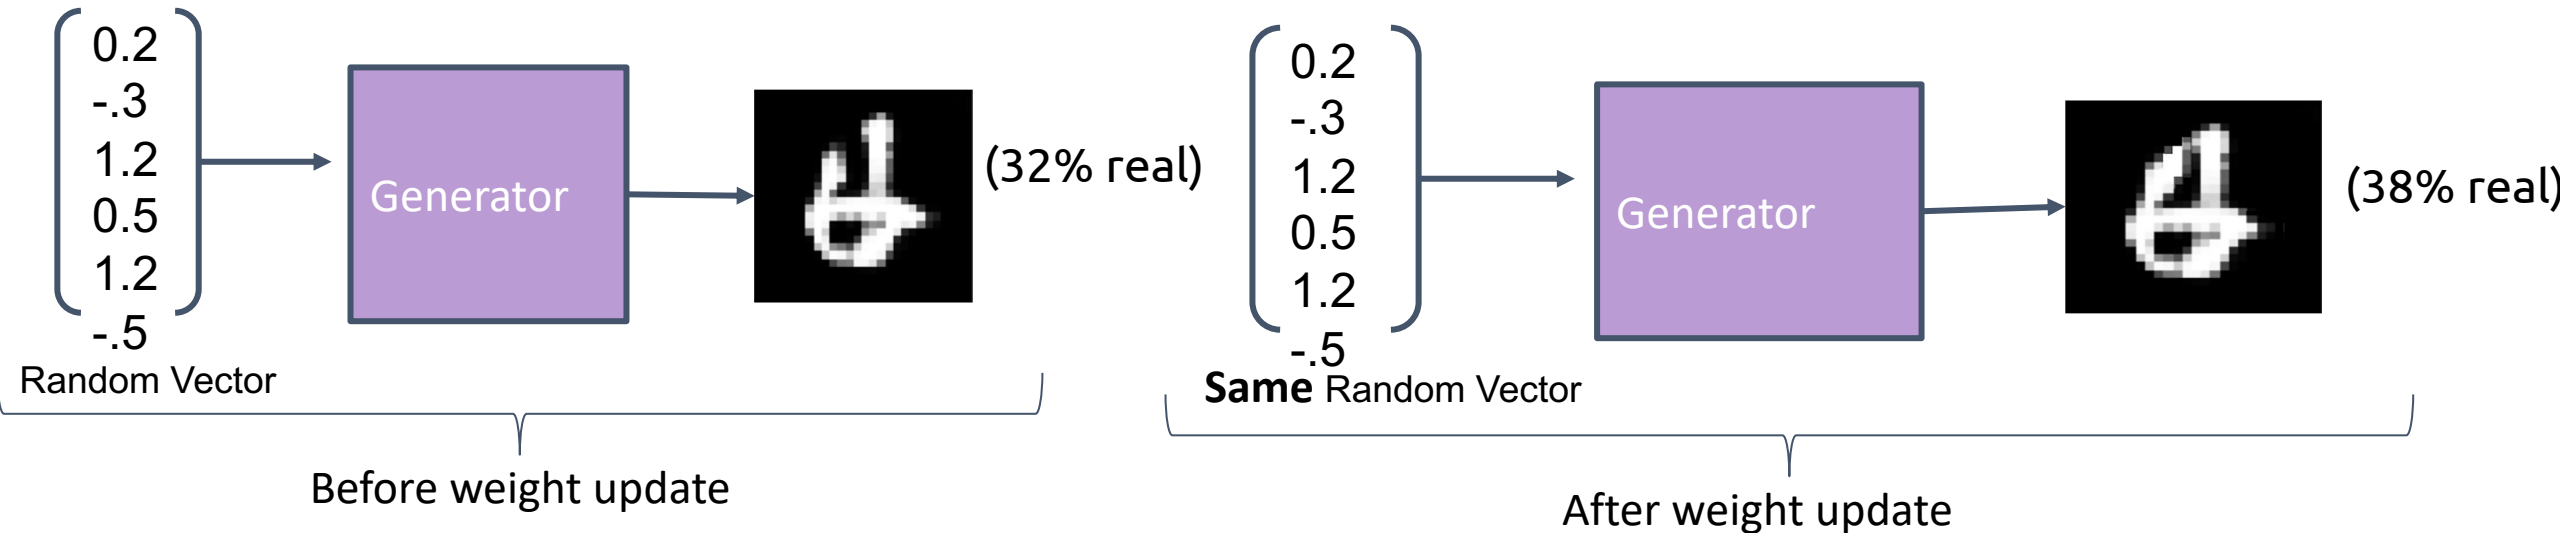 0.2
-.3
1.2
0.5
1.2
-.5
Random Vector
Generator
(32% real)
Before weight update
0.2
-.3
1.2
0.5
1.2
-.5
Same Random Vector
Generator
(38% real)
After weight update